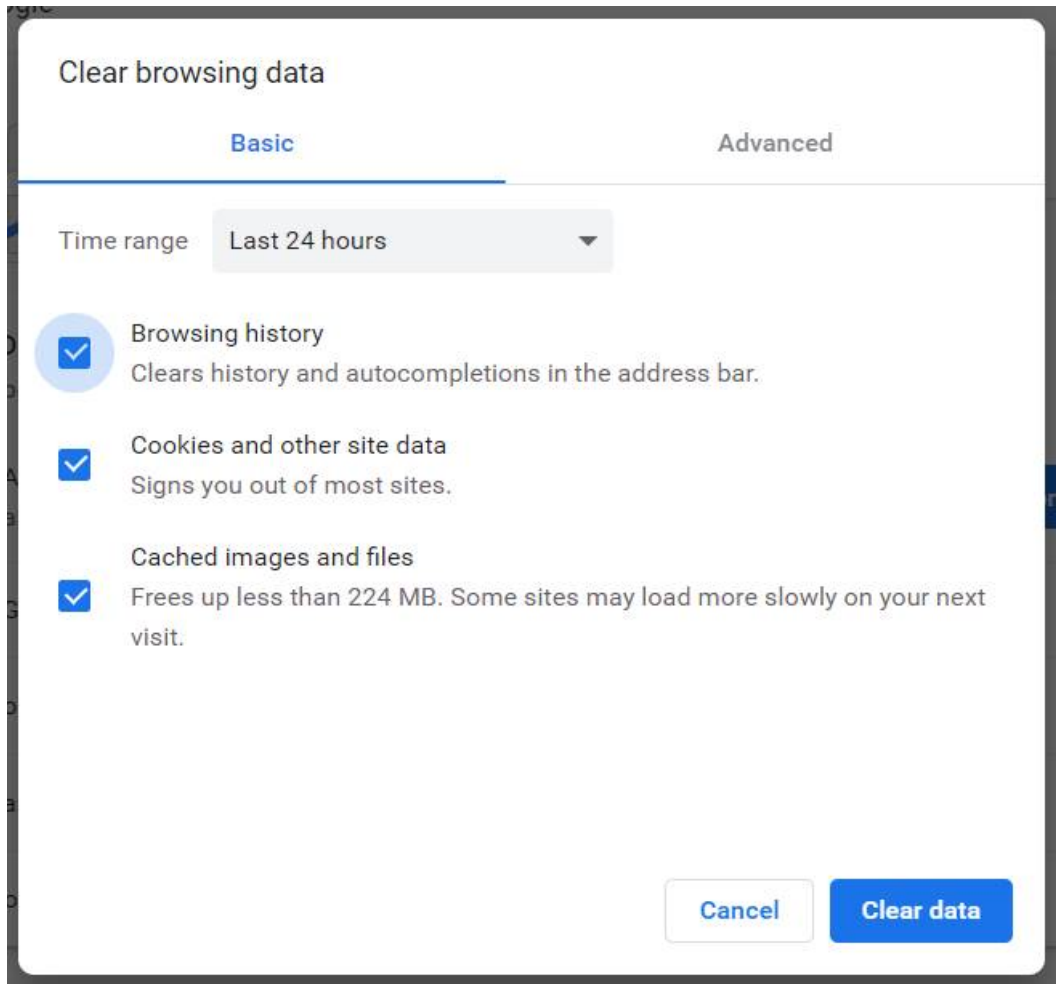 Clear browsing data
Basic
Advanced
Time range
Last 24 hours
Browsing history
Clears history and autocompletions in the address bar.
Cookies and other site data
Signs you out of most sites.
Cached images and files
Frees up less than 224 MB. Some sites may load more slowly on your next
visit.
Cancel
Clear data